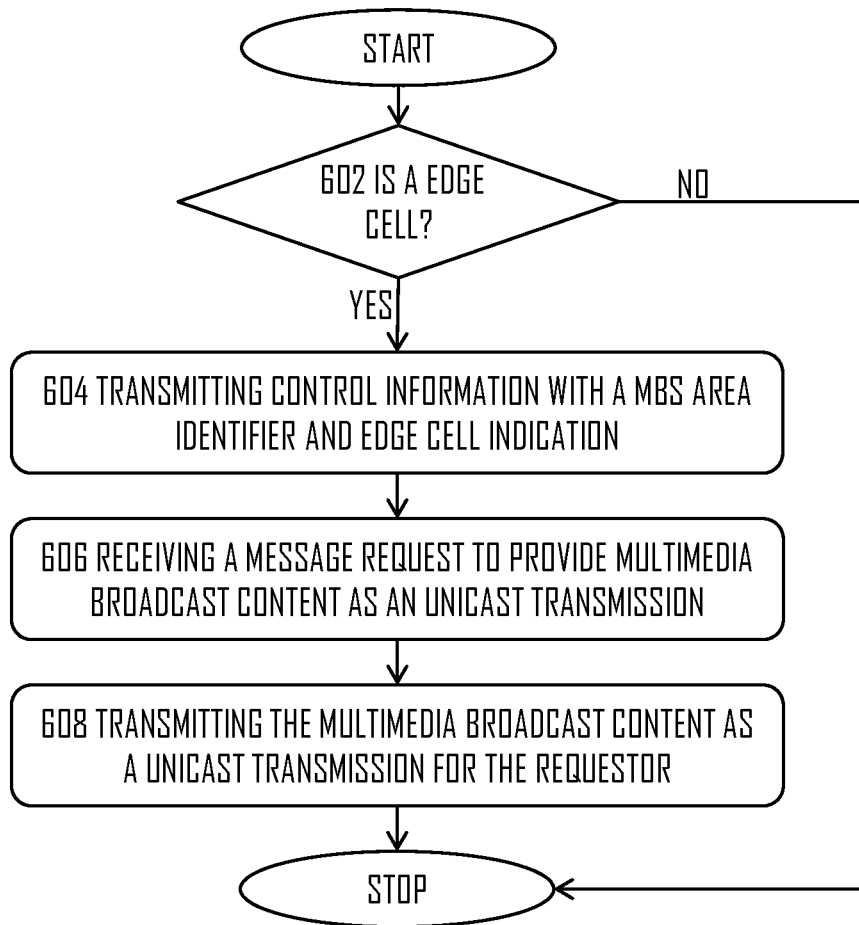 START
602 IS A EDGE
CELL?
NO
YES
604 TRANSMITTING CONTROL INFORMATION WITH A MBS AREA
IDENTIFIER AND EDGE CELL INDICATION
606 RECEIVING A MESSAGE REQUEST TO PROVIDE MULTIMEDIA
BROADCAST CONTENT AS AN UNICAST TRANSMISSION
608 TRANSMITTING THE MULTIMEDIA BROADCAST CONTENT AS
A UNICAST TRANSMISSION FOR THE REQUESTOR
STOP